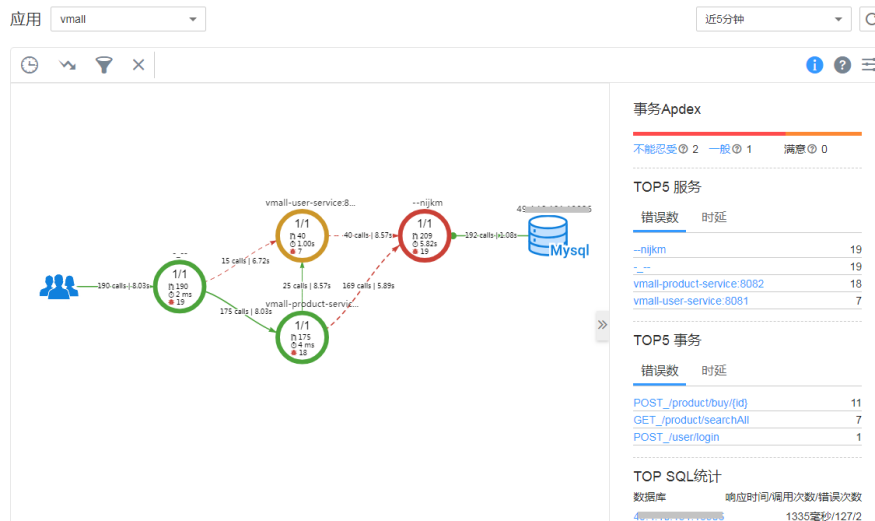 应用 vmall 近5分钟
vmall-user-service:8...
1/1
40
1.00s
7
--nijkm
1/1
209
5.82s
19
Mysql
-_--
1/1
190
2 ms
19
vmall-product-servic...
1/1
175
4 ms
18
190 calls | 8.03s
15 calls | 6.72s
175 calls | 8.03s
25 calls | 8.57s
40 calls | 8.57s
169 calls | 5.89s
192 calls | 1.08s
事务Apdex
不能忍受 2 一般 1 满意 0
TOP5 服务
错误数 时延
--nijkm 19
-_-- 19
vmall-product-service:8082 18
vmall-user-service:8081 7
TOP5 事务
错误数 时延
POST_/product/buy/{id} 11
GET_/product/searchAll 7
POST_/user/login 1
TOP SQL统计
数据库 响应时间/调用次数/错误次数
1335毫秒/127/2